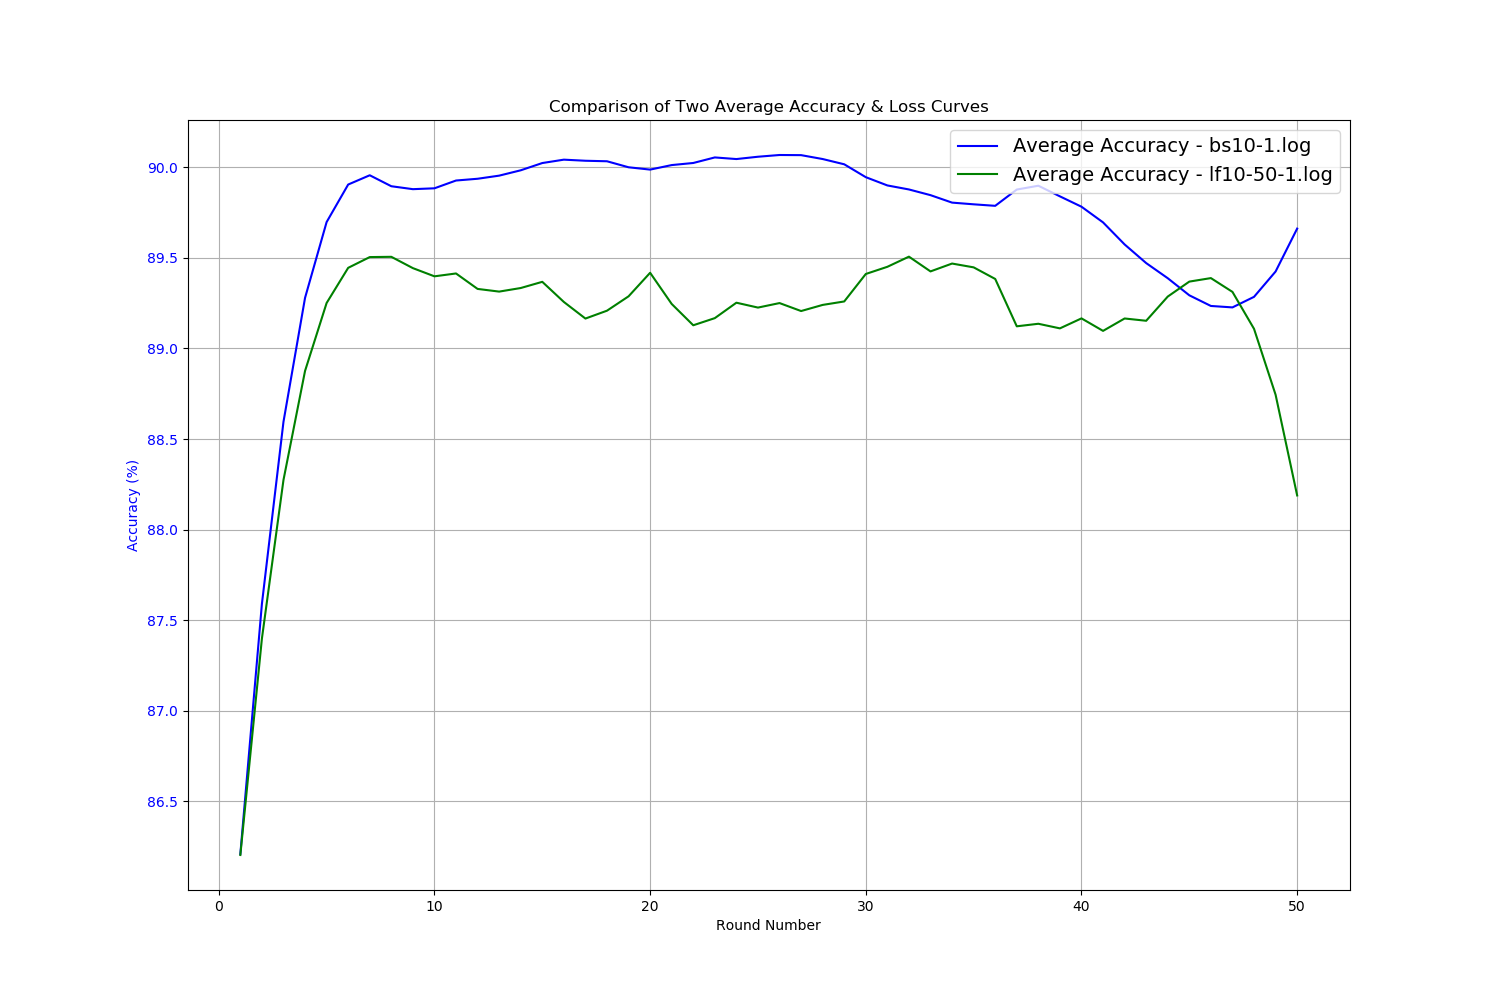 Comparison of Two Average Accuracy & Loss Curves
Average Accuracy - bs10-1.log
Average Accuracy - lf10-50-1.log
90.0
89.5
89.0
88.5
88.0
87.5
87.0
86.5
Accuracy (%)
0 10 20 30 40 50
Round Number